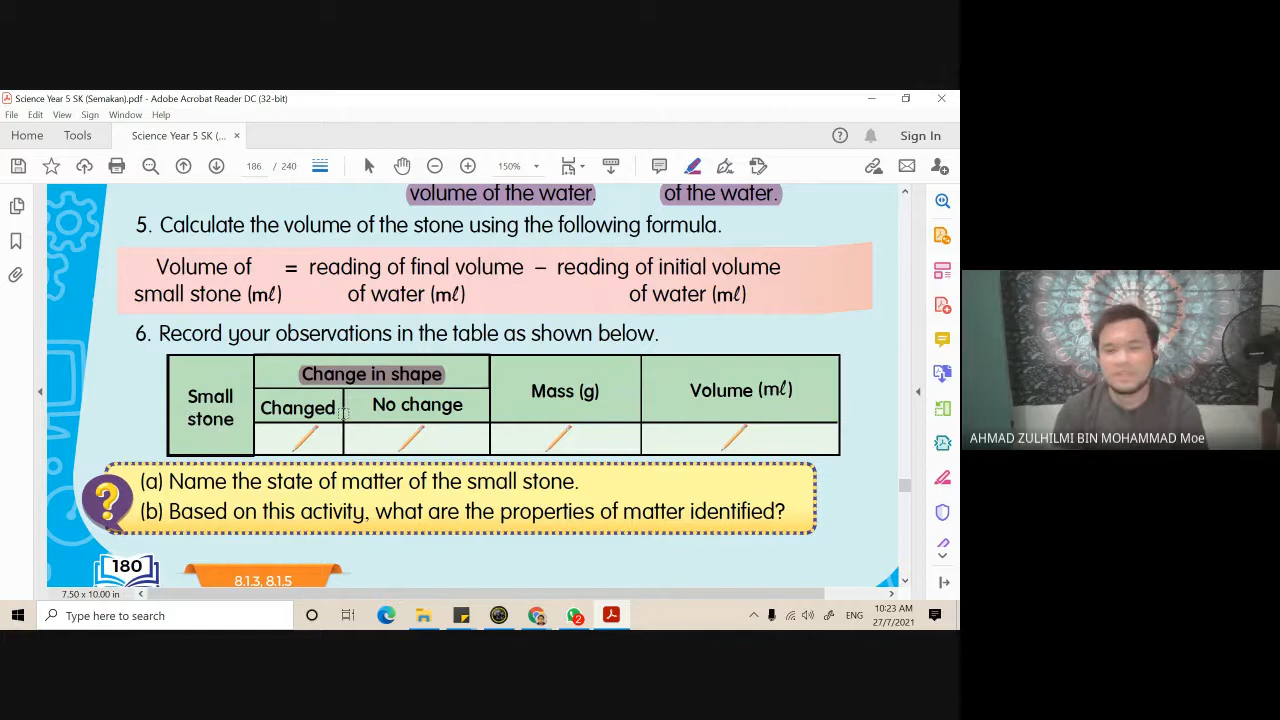 Science Year 5 SK (Semakan).pdf - Adobe Acrobat Reader DC (32-bit)
File Edit View Sign Window Help
Home Tools Science Year 5 SK (... × Sign In
186 / 240 150%
volume of the water. of the water.
5. Calculate the volume of the stone using the following formula.
Volume of = reading of final volume – reading of initial volume
small stone (mℓ) of water (mℓ) of water (mℓ)
6. Record your observations in the table as shown below.
Small stone
Change in shape
Changed
No change
Mass (g)
Volume (mℓ)
(a) Name the state of matter of the small stone.
(b) Based on this activity, what are the properties of matter identified?
180
8.1.3, 8.1.5
7.50 x 10.00 in
Type here to search
2
ENG
10:23 AM
27/7/2021
AHMAD ZULHILMI BIN MOHAMMAD Moe